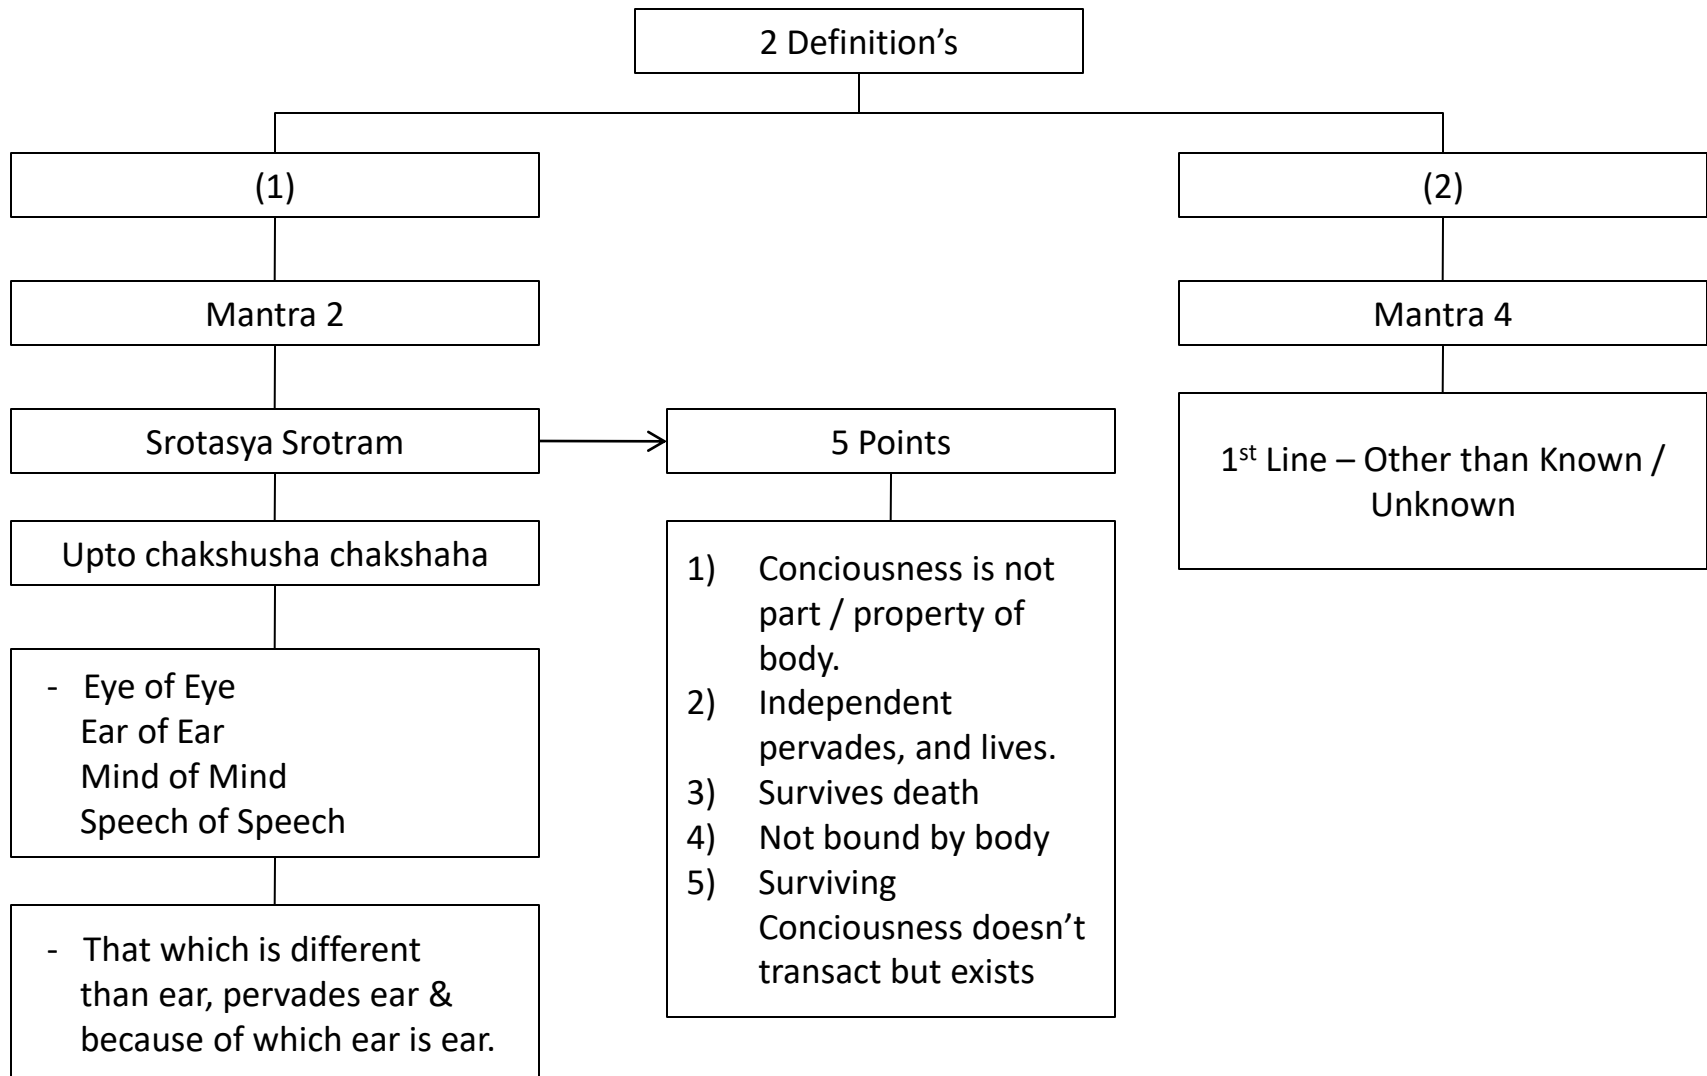 2 Definition’s
(1)
Mantra 2
Srotasya Srotram
Upto chakshusha chakshaha
- Eye of Eye
Ear of Ear
Mind of Mind
Speech of Speech
- That which is different
than ear, pervades ear &
because of which ear is ear.
5 Points
1) Conciousness is not
part / property of
body.
2) Independent
pervades, and lives.
3) Survives death
4) Not bound by body
5) Surviving
Conciousness doesn’t
transact but exists
(2)
Mantra 4
1st Line – Other than Known /
Unknown